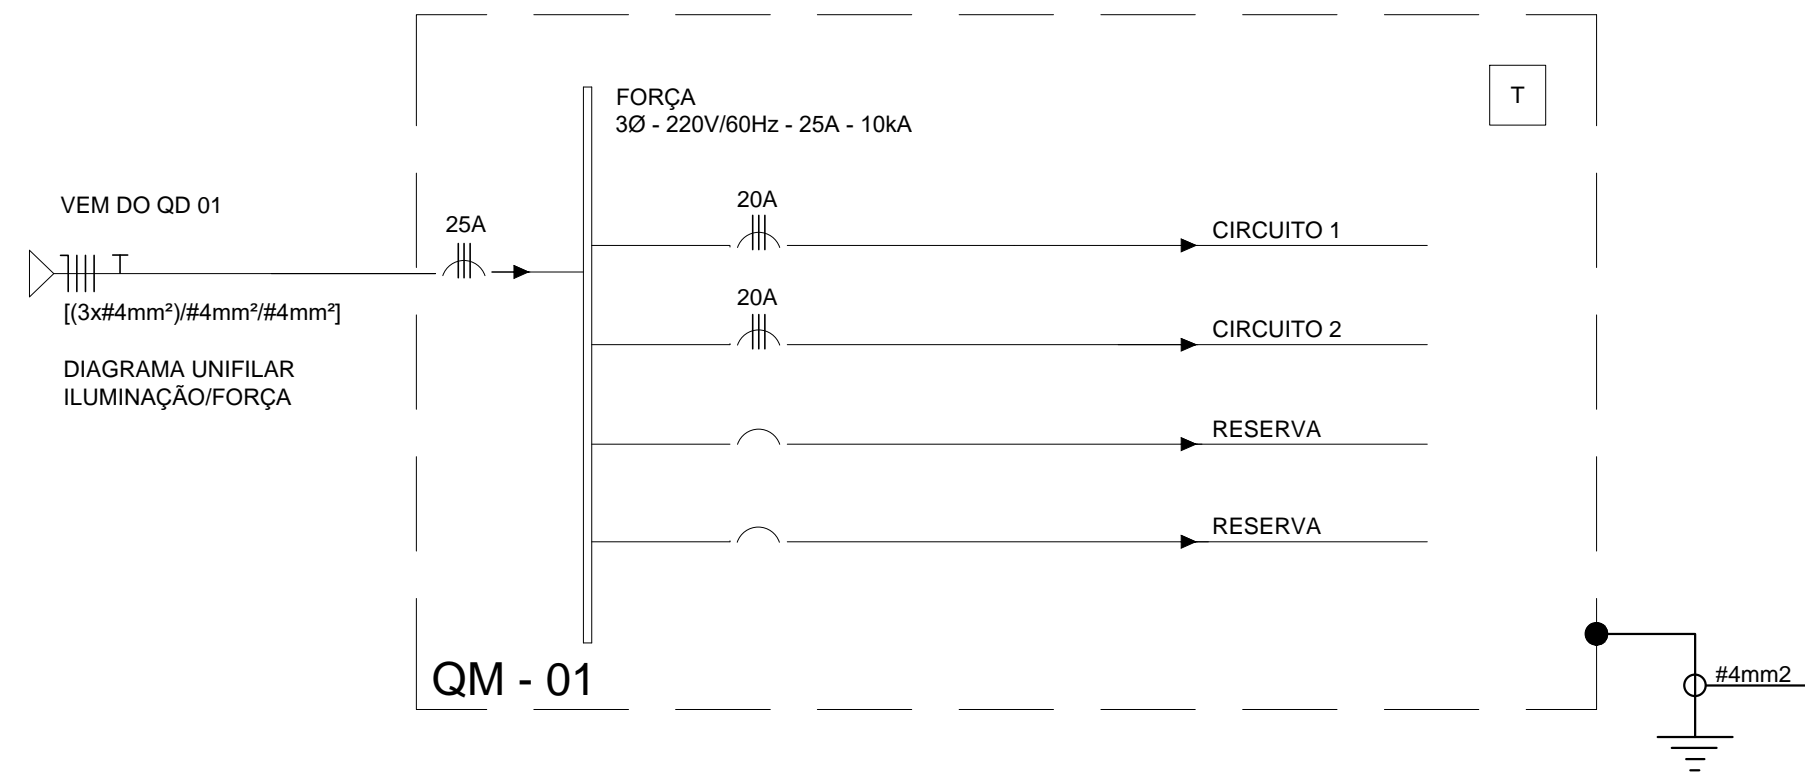 FORÇA
3Ø - 220V/60Hz - 25A - 10kA
T
VEM DO QD 01
25A
20A
CIRCUITO 1
T
[(3x#4mm²)/#4mm²/#4mm²]
20A
CIRCUITO 2
DIAGRAMA UNIFILAR
ILUMINAÇÃO/FORÇA
RESERVA
RESERVA
QM - 01
#4mm2